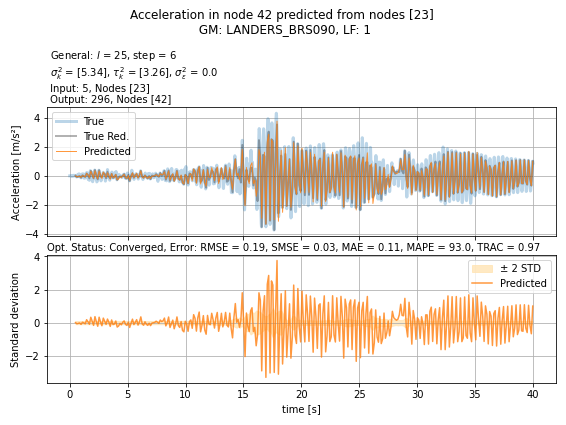 Acceleration in node 42 predicted from nodes [23]
GM: LANDERS_BRS090, LF: 1
General: l = 25, step = 6
σ²ₖ = [5.34], τ²ₖ = [3.26], σ²ε = 0.0
Input: 5, Nodes [23]
Output: 296, Nodes [42]
True
True Red.
Predicted
Acceleration [m/s²]
4
2
0
−2
−4
Opt. Status: Converged, Error: RMSE = 0.19, SMSE = 0.03, MAE = 0.11, MAPE = 93.0, TRAC = 0.97
± 2 STD
Predicted
Standard deviation
4
2
0
−2
0 5 10 15 20 25 30 35 40
time [s]